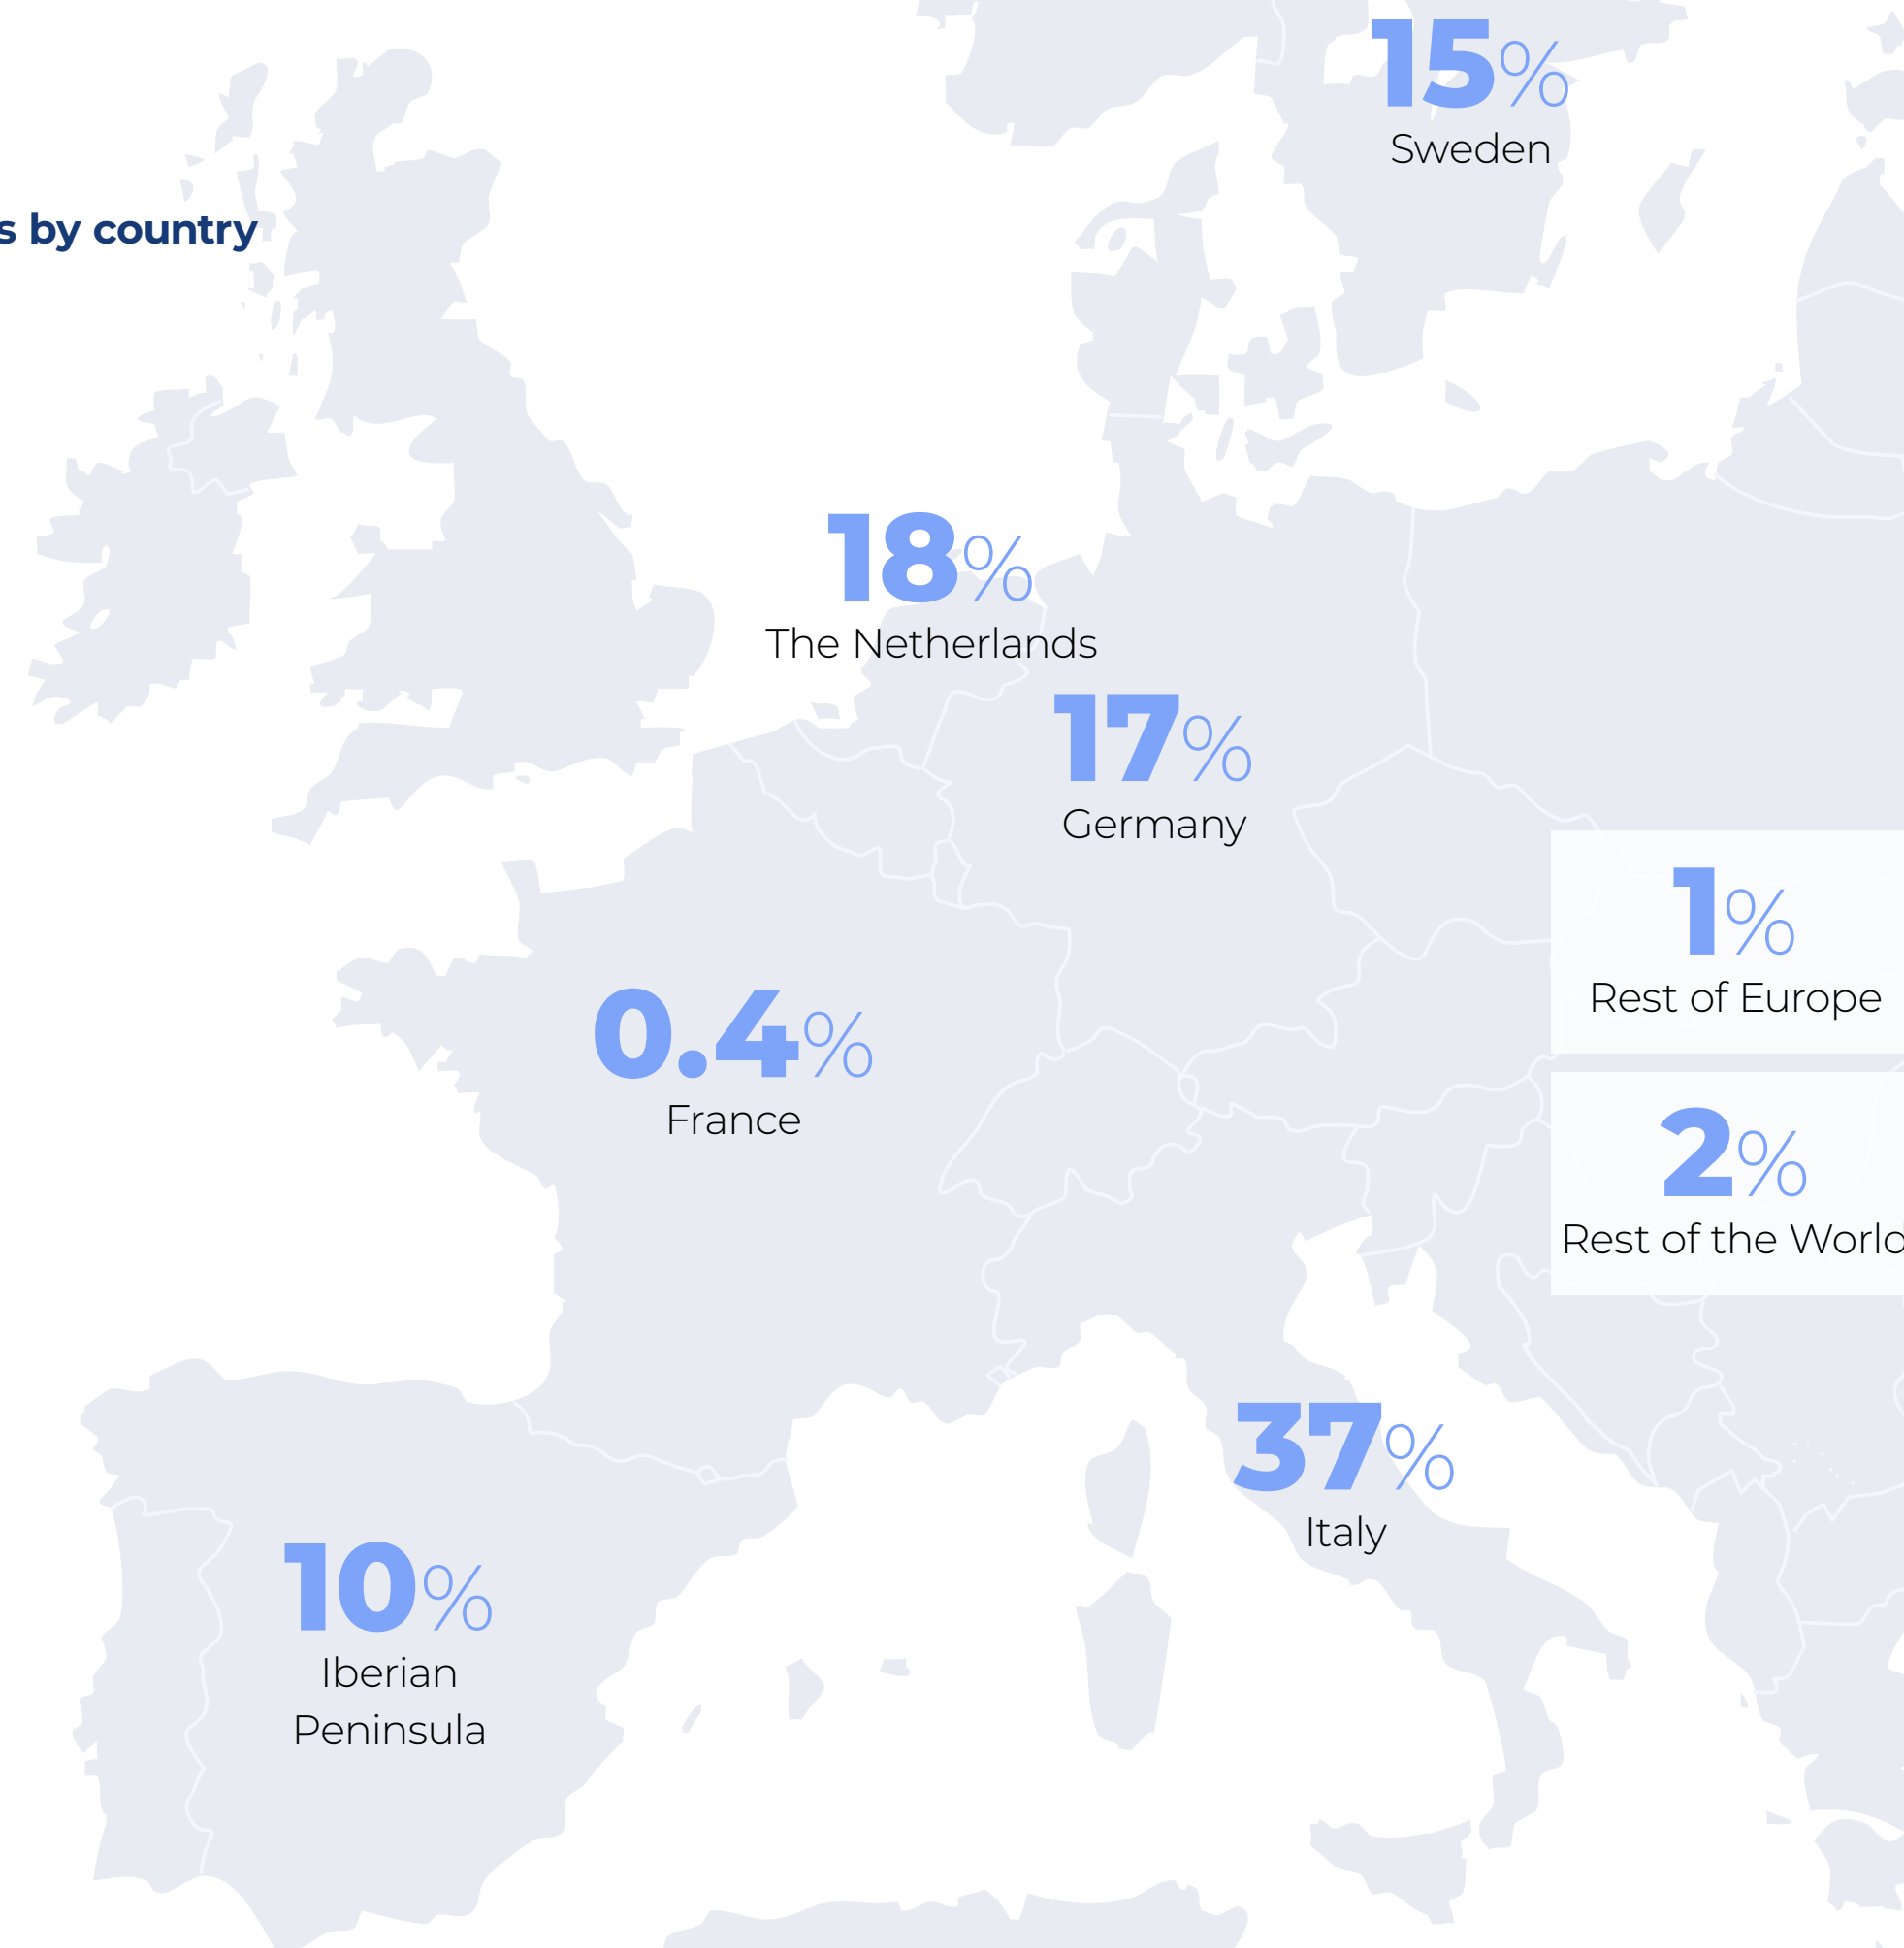 15%
Sweden
s by country
18%
The Netherlands
17%
Germany
1%
Rest of Europe
0.4%
France
2%
Rest of the World
37%
Italy
10%
Iberian
Peninsula